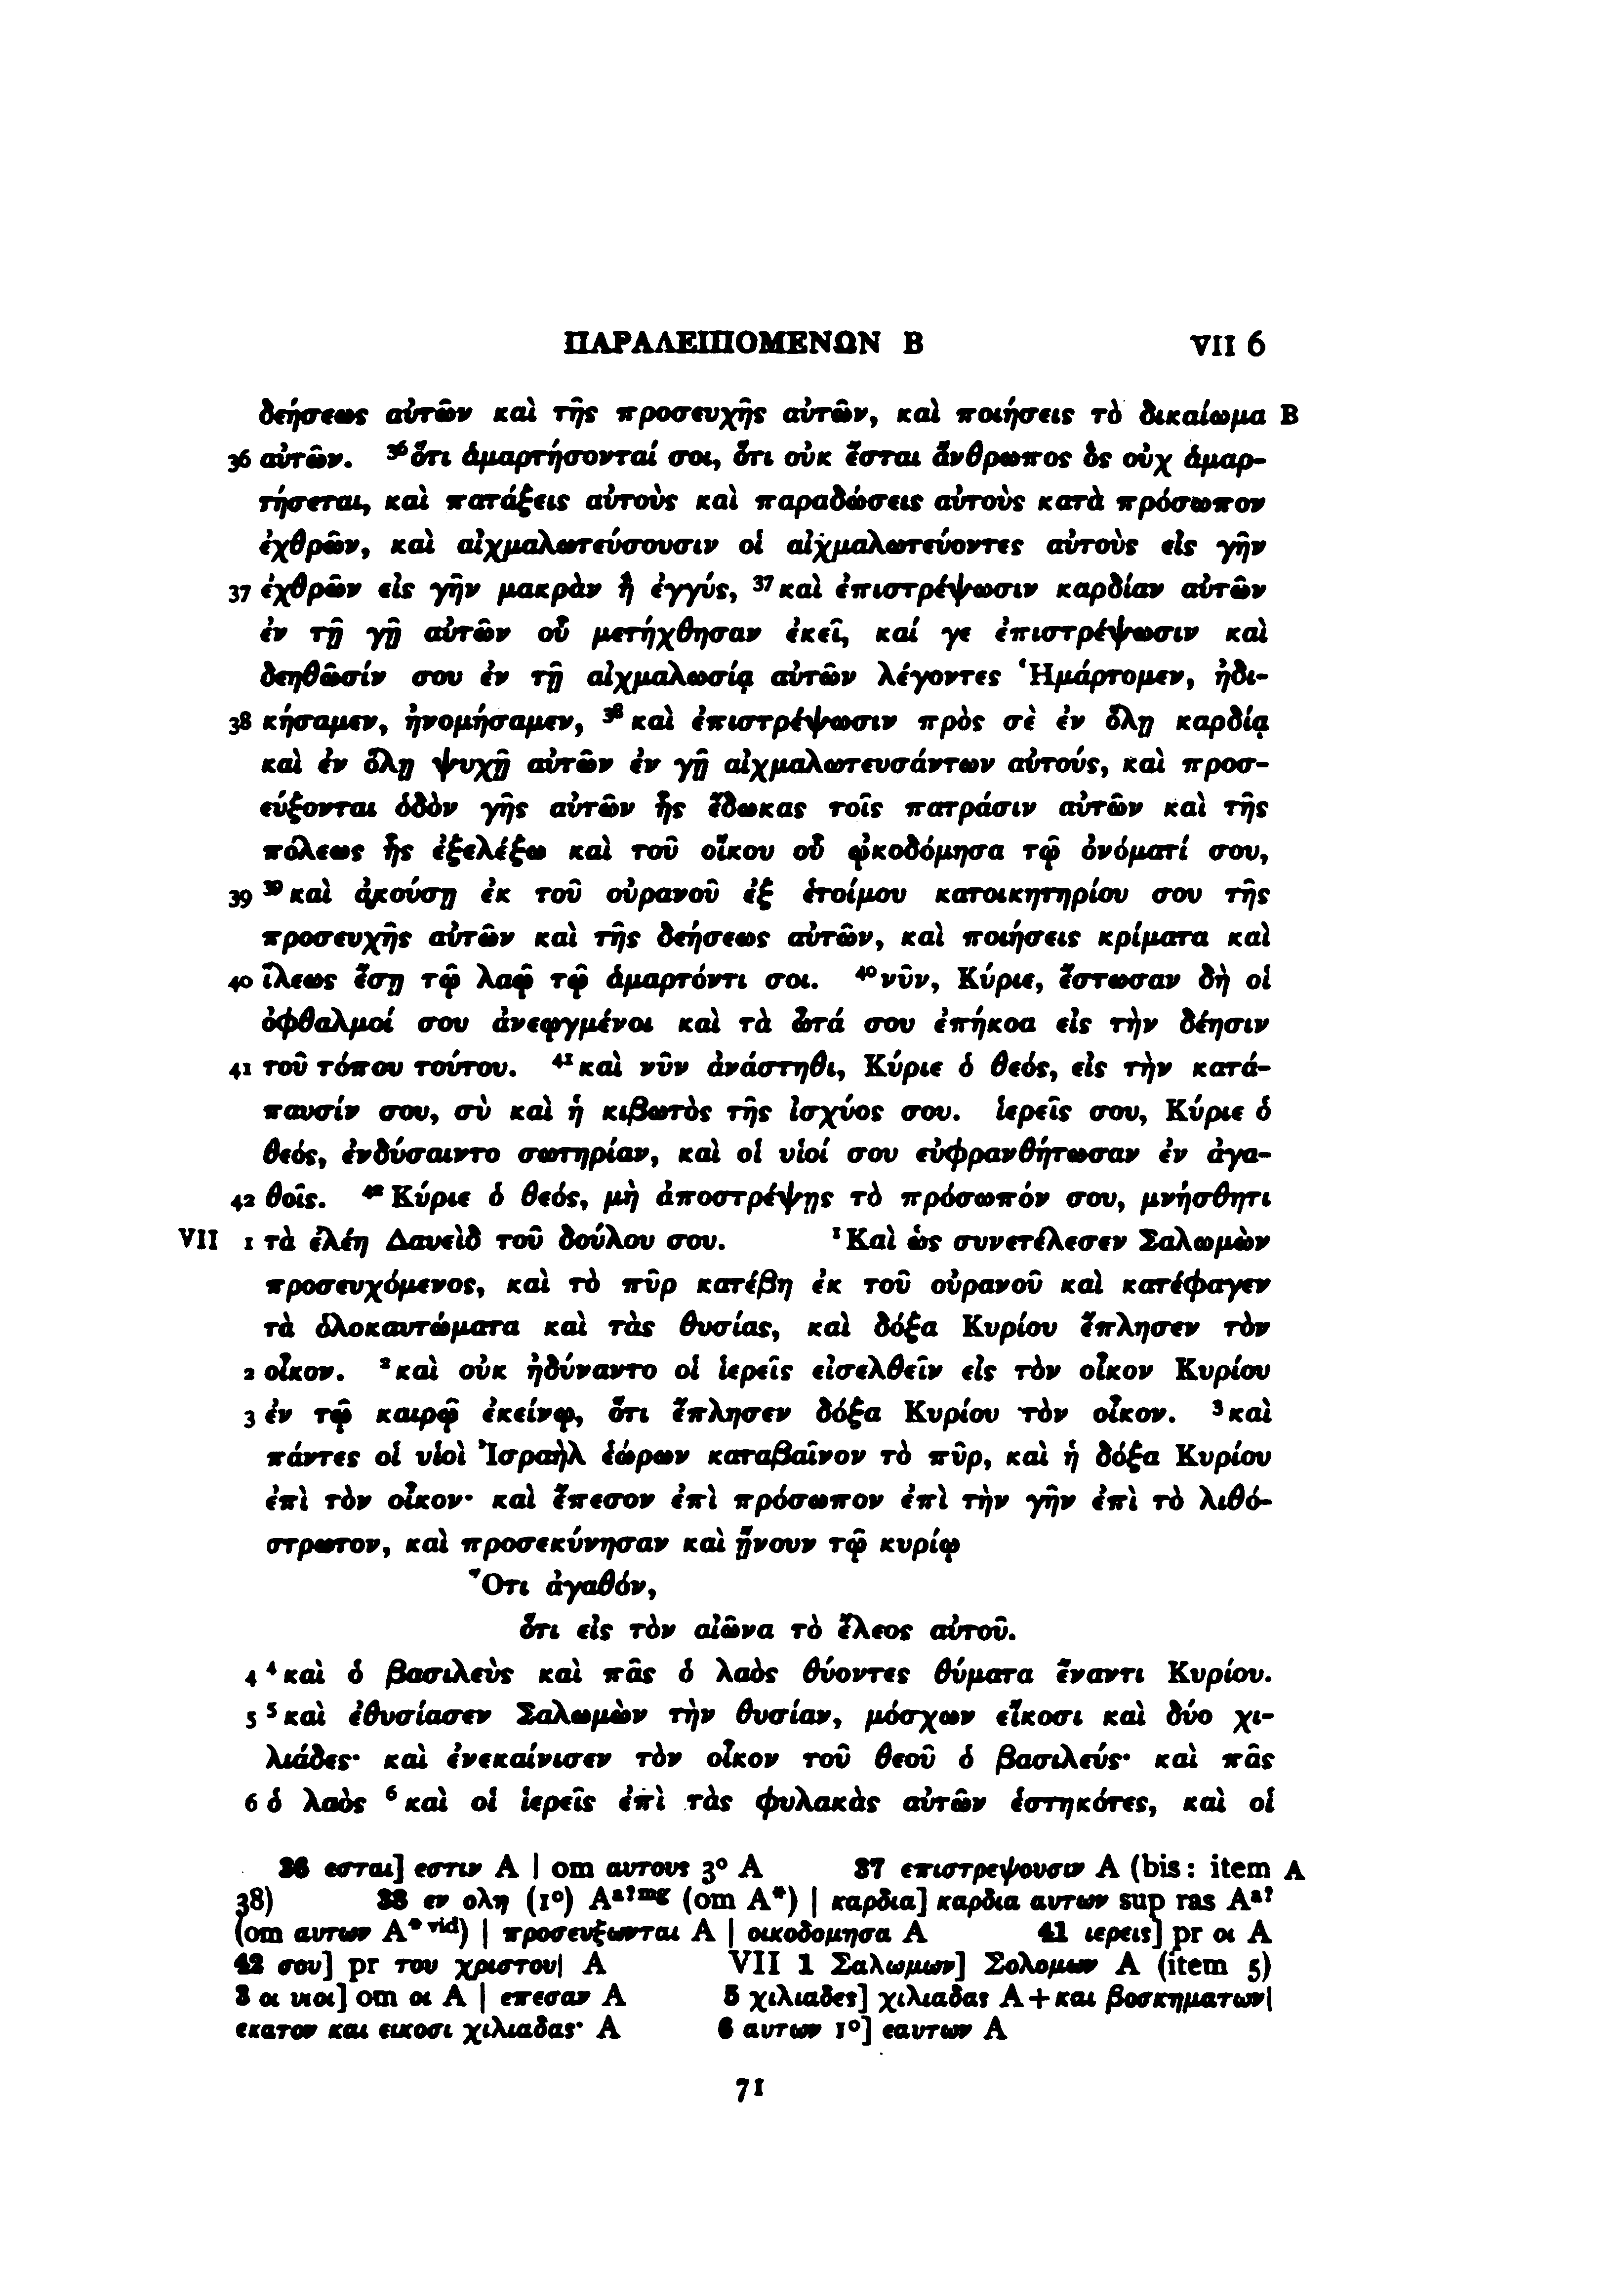 ΠΑΡΑΛΕΙΠΟΜΕΝΩΝ Β VII 6
δεήσεως αὐτῶν καὶ τῆς προσευχῆς αὐτῶν, καὶ ποιήσεις τὸ δικαίωμα B
36 αὐτῶν. ³⁶ὅτι ἁμαρτήσονταί σοι, ὅτι οὐκ ἔσται ἄνθρωπος ὃς οὐχ ἁμαρ-
τήσεται, καὶ πατάξεις αὐτοὺς καὶ παραδώσεις αὐτοὺς κατὰ πρόσωπον
ἐχθρῶν, καὶ αἰχμαλωτεύσουσιν οἱ αἰχμαλωτεύοντες αὐτοὺς εἰς γῆν
37 ἐχθρῶν εἰς γῆν μακρὰν ἢ ἐγγύς, ³⁷καὶ ἐπιστρέψωσιν καρδίαν αὐτῶν
ἐν τῇ γῇ αὐτῶν οὗ μετήχθησαν ἐκεῖ, καί γε ἐπιστρέψωσιν καὶ
δεηθῶσίν σου ἐν τῇ αἰχμαλωσίᾳ αὐτῶν λέγοντες Ἡμάρτομεν, ἠδι-
38 κήσαμεν, ἠνομήσαμεν, ³⁸καὶ ἐπιστρέψωσιν πρὸς σὲ ἐν ὅλῃ καρδίᾳ
καὶ ἐν ὅλῃ ψυχῇ αὐτῶν ἐν γῇ αἰχμαλωτευσάντων αὐτούς, καὶ προσ-
εύξονται ὁδὸν γῆς αὐτῶν ἧς ἔδωκας τοῖς πατράσιν αὐτῶν καὶ τῆς
πόλεως ἧς ἐξελέξω καὶ τοῦ οἴκου οὗ ᾠκοδόμησα τῷ ὀνόματί σου,
39 ³⁹καὶ ἀκούσῃ ἐκ τοῦ οὐρανοῦ ἐξ ἑτοίμου κατοικητηρίου σου τῆς
προσευχῆς αὐτῶν καὶ τῆς δεήσεως αὐτῶν, καὶ ποιήσεις κρίματα καὶ
40 ἵλεως ἔσῃ τῷ λαῷ τῷ ἁμαρτόντι σοι. ⁴⁰νῦν, Κύριε, ἔστωσαν δὴ οἱ
ὀφθαλμοί σου ἀνεῳγμένοι καὶ τὰ ὦτά σου ἐπήκοα εἰς τὴν δέησιν
41 τοῦ τόπου τούτου. ⁴¹καὶ νῦν ἀνάστηθι, Κύριε ὁ θεός, εἰς τὴν κατά-
παυσίν σου, σὺ καὶ ἡ κιβωτὸς τῆς ἰσχύος σου. ἱερεῖς σου, Κύριε ὁ
θεός, ἐνδύσαιντο σωτηρίαν, καὶ οἱ υἱοί σου εὐφρανθήτωσαν ἐν ἀγα-
42 θοῖς. ⁴²Κύριε ὁ θεός, μὴ ἀποστρέψῃς τὸ πρόσωπόν σου, μνήσθητι
VII 1 τὰ ἐλέη Δαυεὶδ τοῦ δούλου σου. ¹Καὶ ὡς συνετέλεσεν Σαλωμὼν
προσευχόμενος, καὶ τὸ πῦρ κατέβη ἐκ τοῦ οὐρανοῦ καὶ κατέφαγεν
τὰ ὁλοκαυτώματα καὶ τὰς θυσίας, καὶ δόξα Κυρίου ἔπλησεν τὸν
2 οἶκον. ²καὶ οὐκ ἠδύναντο οἱ ἱερεῖς εἰσελθεῖν εἰς τὸν οἶκον Κυρίου
3 ἐν τῷ καιρῷ ἐκείνῳ, ὅτι ἔπλησεν δόξα Κυρίου τὸν οἶκον. ³καὶ
πάντες οἱ υἱοὶ Ἰσραὴλ ἑώρων καταβαῖνον τὸ πῦρ, καὶ ἡ δόξα Κυρίου
ἐπὶ τὸν οἶκον· καὶ ἔπεσον ἐπὶ πρόσωπον ἐπὶ τὴν γῆν ἐπὶ τὸ λιθό-
στρωτον, καὶ προσεκύνησαν καὶ ᾔνουν τῷ κυρίῳ
Ὅτι ἀγαθόν,
ὅτι εἰς τὸν αἰῶνα τὸ ἔλεος αὐτοῦ.
4 ⁴καὶ ὁ βασιλεὺς καὶ πᾶς ὁ λαὸς θύοντες θύματα ἔναντι Κυρίου.
5 ⁵καὶ ἐθυσίασεν Σαλωμὼν τὴν θυσίαν, μόσχων εἴκοσι καὶ δύο χι-
λιάδες· καὶ ἐνεκαίνισεν τὸν οἶκον τοῦ θεοῦ ὁ βασιλεύς· καὶ πᾶς
6 ὁ λαὸς ⁶καὶ οἱ ἱερεῖς ἐπὶ τὰς φυλακὰς αὐτῶν ἑστηκότες, καὶ οἱ
36 εσται] εστιν A | om αυτους 3⁰ A 37 επιστρεψουσιν A (bis: item A
38) 38 εν ολη (1⁰) Aᵃ⁽ᵐᵍ (om A*) | καρδια] καρδια αυτων sup ras Aᵃ?
(om αυτων A*ᵛⁱᵈ) | προσευξωνται A | οικοδομησα A 41 ιερεις] pr οι A
42 σου] pr του χριστου| A VII 1 Σαλωμων] Σολομων A (item 5)
3 οι υιοι] om οι A | επεσαν A 5 χιλιαδες] χιλιαδας A + και βοσκηματων|
εκατον και εικοσι χιλιαδας· A 6 αυτων 1⁰] εαυτων A
71